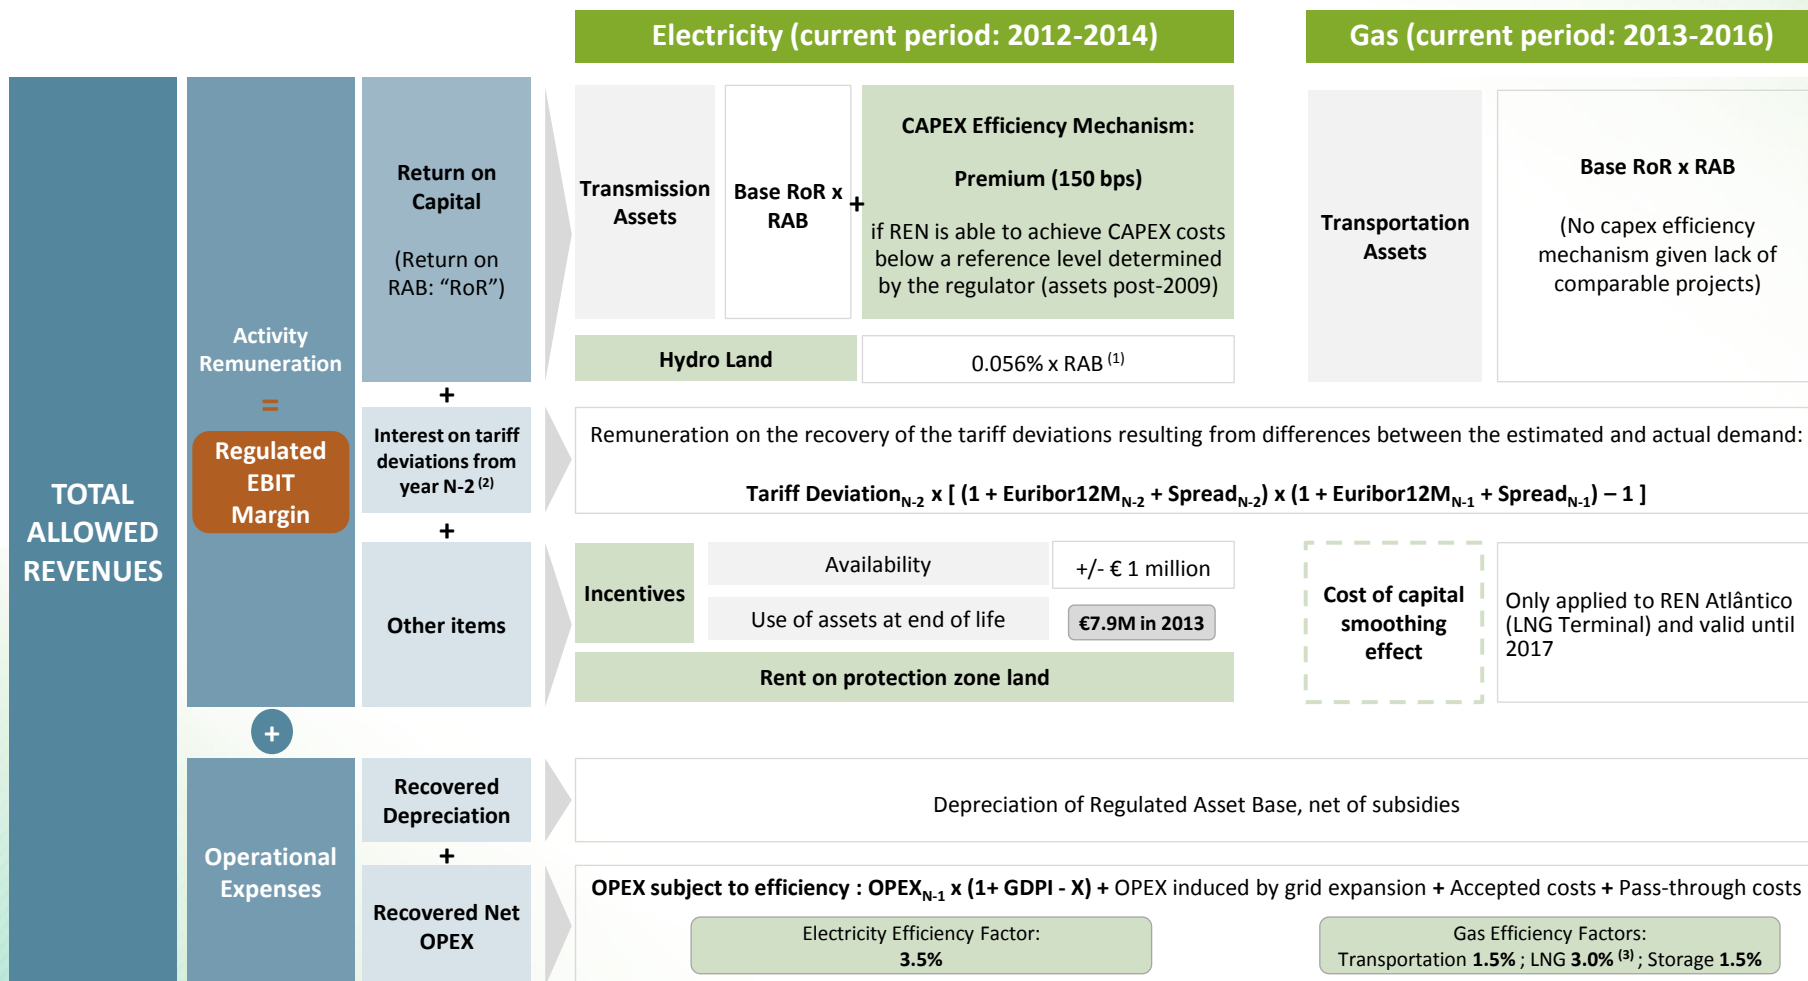 Electricity (current period: 2012-2014)
Gas (current period: 2013-2016)
TOTAL
ALLOWED
REVENUES
Activity
Remuneration
=
Regulated
EBIT
Margin
Return on
Capital
(Return on
RAB: “RoR”)
Transmission
Assets
Base RoR x
RAB
+
CAPEX Efficiency Mechanism:
Premium (150 bps)
if REN is able to achieve CAPEX costs
below a reference level determined
by the regulator (assets post-2009)
Hydro Land
0.056% x RAB (1)
Transportation
Assets
Base RoR x RAB
(No capex efficiency
mechanism given lack of
comparable projects)
+
Interest on tariff
deviations from
year N-2 (2)
Remuneration on the recovery of the tariff deviations resulting from differences between the estimated and actual demand:
Tariff DeviationN-2 x [ (1 + Euribor12MN-2 + SpreadN-2) x (1 + Euribor12MN-1 + SpreadN-1) – 1 ]
+
Other items
Incentives
Availability
+/- € 1 million
Use of assets at end of life
€7.9M in 2013
Rent on protection zone land
Cost of capital
smoothing
effect
Only applied to REN Atlântico
(LNG Terminal) and valid until
2017
+
Operational
Expenses
Recovered
Depreciation
Depreciation of Regulated Asset Base, net of subsidies
+
Recovered Net
OPEX
OPEX subject to efficiency : OPEXN-1 x (1+ GDPI - X) + OPEX induced by grid expansion + Accepted costs + Pass-through costs
Electricity Efficiency Factor:
3.5%
Gas Efficiency Factors:
Transportation 1.5% ; LNG 3.0% (3) ; Storage 1.5%